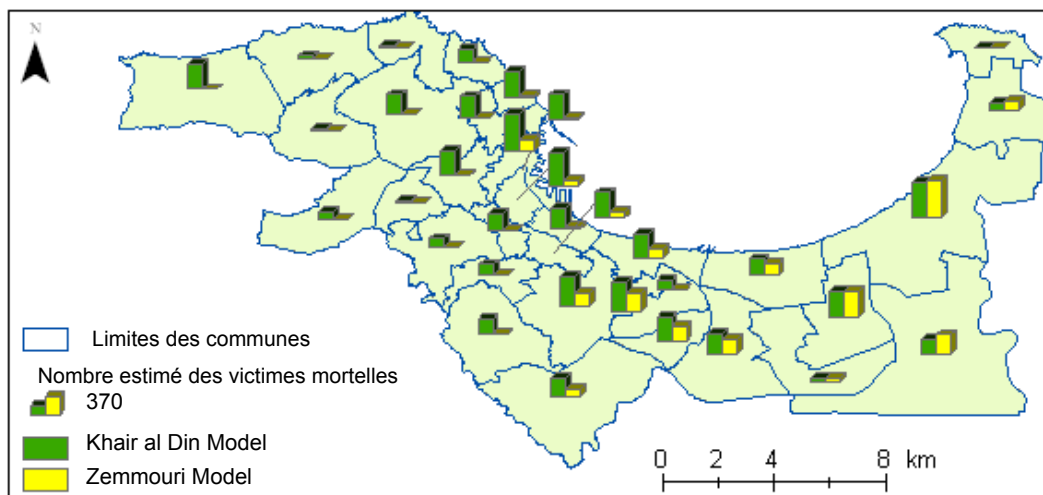 N
Limites des communes
Nombre estimé des victimes mortelles
370
Khair al Din Model
Zemmouri Model
0 2 4 8 km